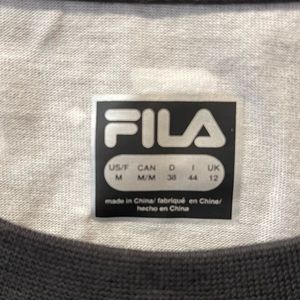 FILA
US/F CAN D I UK
M M/M 38 44 12
made in China/ fabriqué en Chine/
hecho en China